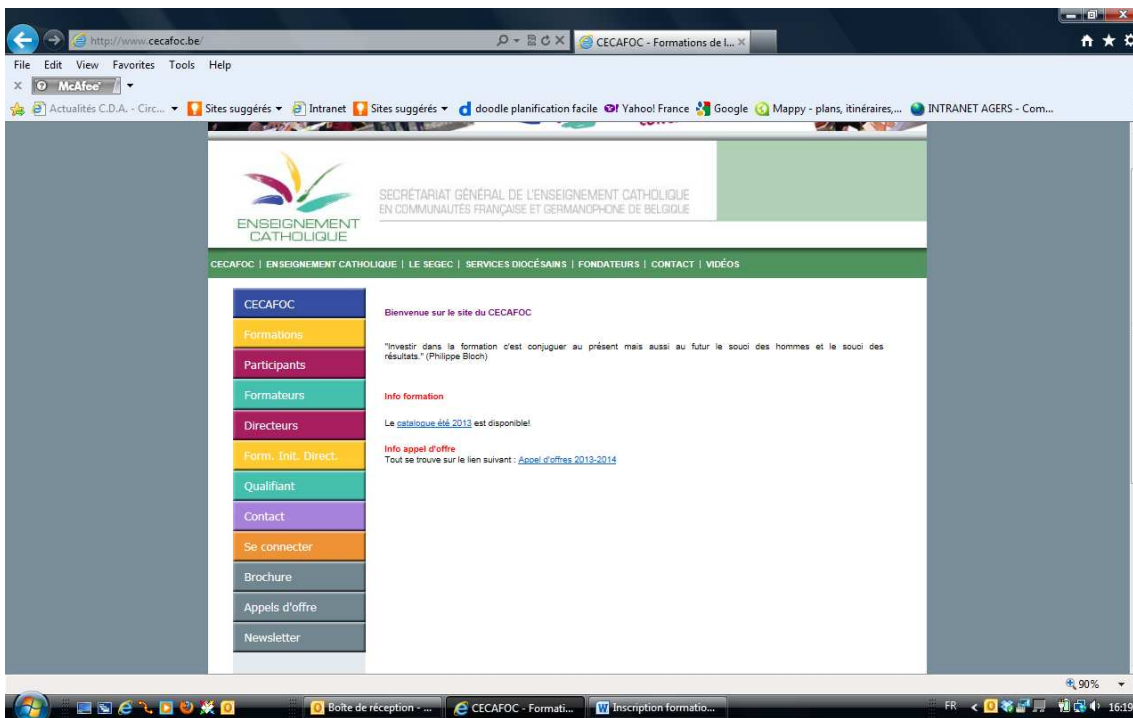 http://www.cecafoc.be/
CECAFOC - Formations de l...
File Edit View Favorites Tools Help
McAfee
Actualités C.D.A. - Circ... Sites suggérés Intranet Sites suggérés doodle planification facile Yahoo! France Google Mappy - plans, itinéraires,... INTRANET AGERS - Com...
SECRÉTARIAT GÉNÉRAL DE L'ENSEIGNEMENT CATHOLIQUE
EN COMMUNAUTÉS FRANÇAISE ET GERMANOPHONE DE BELGIQUE
ENSEIGNEMENT
CATHOLIQUE
CECAFOC | ENSEIGNEMENT CATHOLIQUE | LE SEGEC | SERVICES DIOCÉSAINS | FONDATEURS | CONTACT | VIDÉOS
CECAFOC
Formations
Participants
Formateurs
Directeurs
Form. Init. Direct.
Qualifiant
Contact
Se connecter
Brochure
Appels d'offre
Newsletter
Bienvenue sur le site du CECAFOC
"Investir dans la formation c'est conjuguer au présent mais aussi au futur le souci des hommes et le souci des
résultats." (Philippe Bloch)
Info formation
Le catalogue été 2013 est disponible!
Info appel d'offre
Tout se trouve sur le lien suivant : Appel d'offres 2013-2014
90%
Boîte de réception - ... CECAFOC - Formati... Inscription formatio... FR 16:19